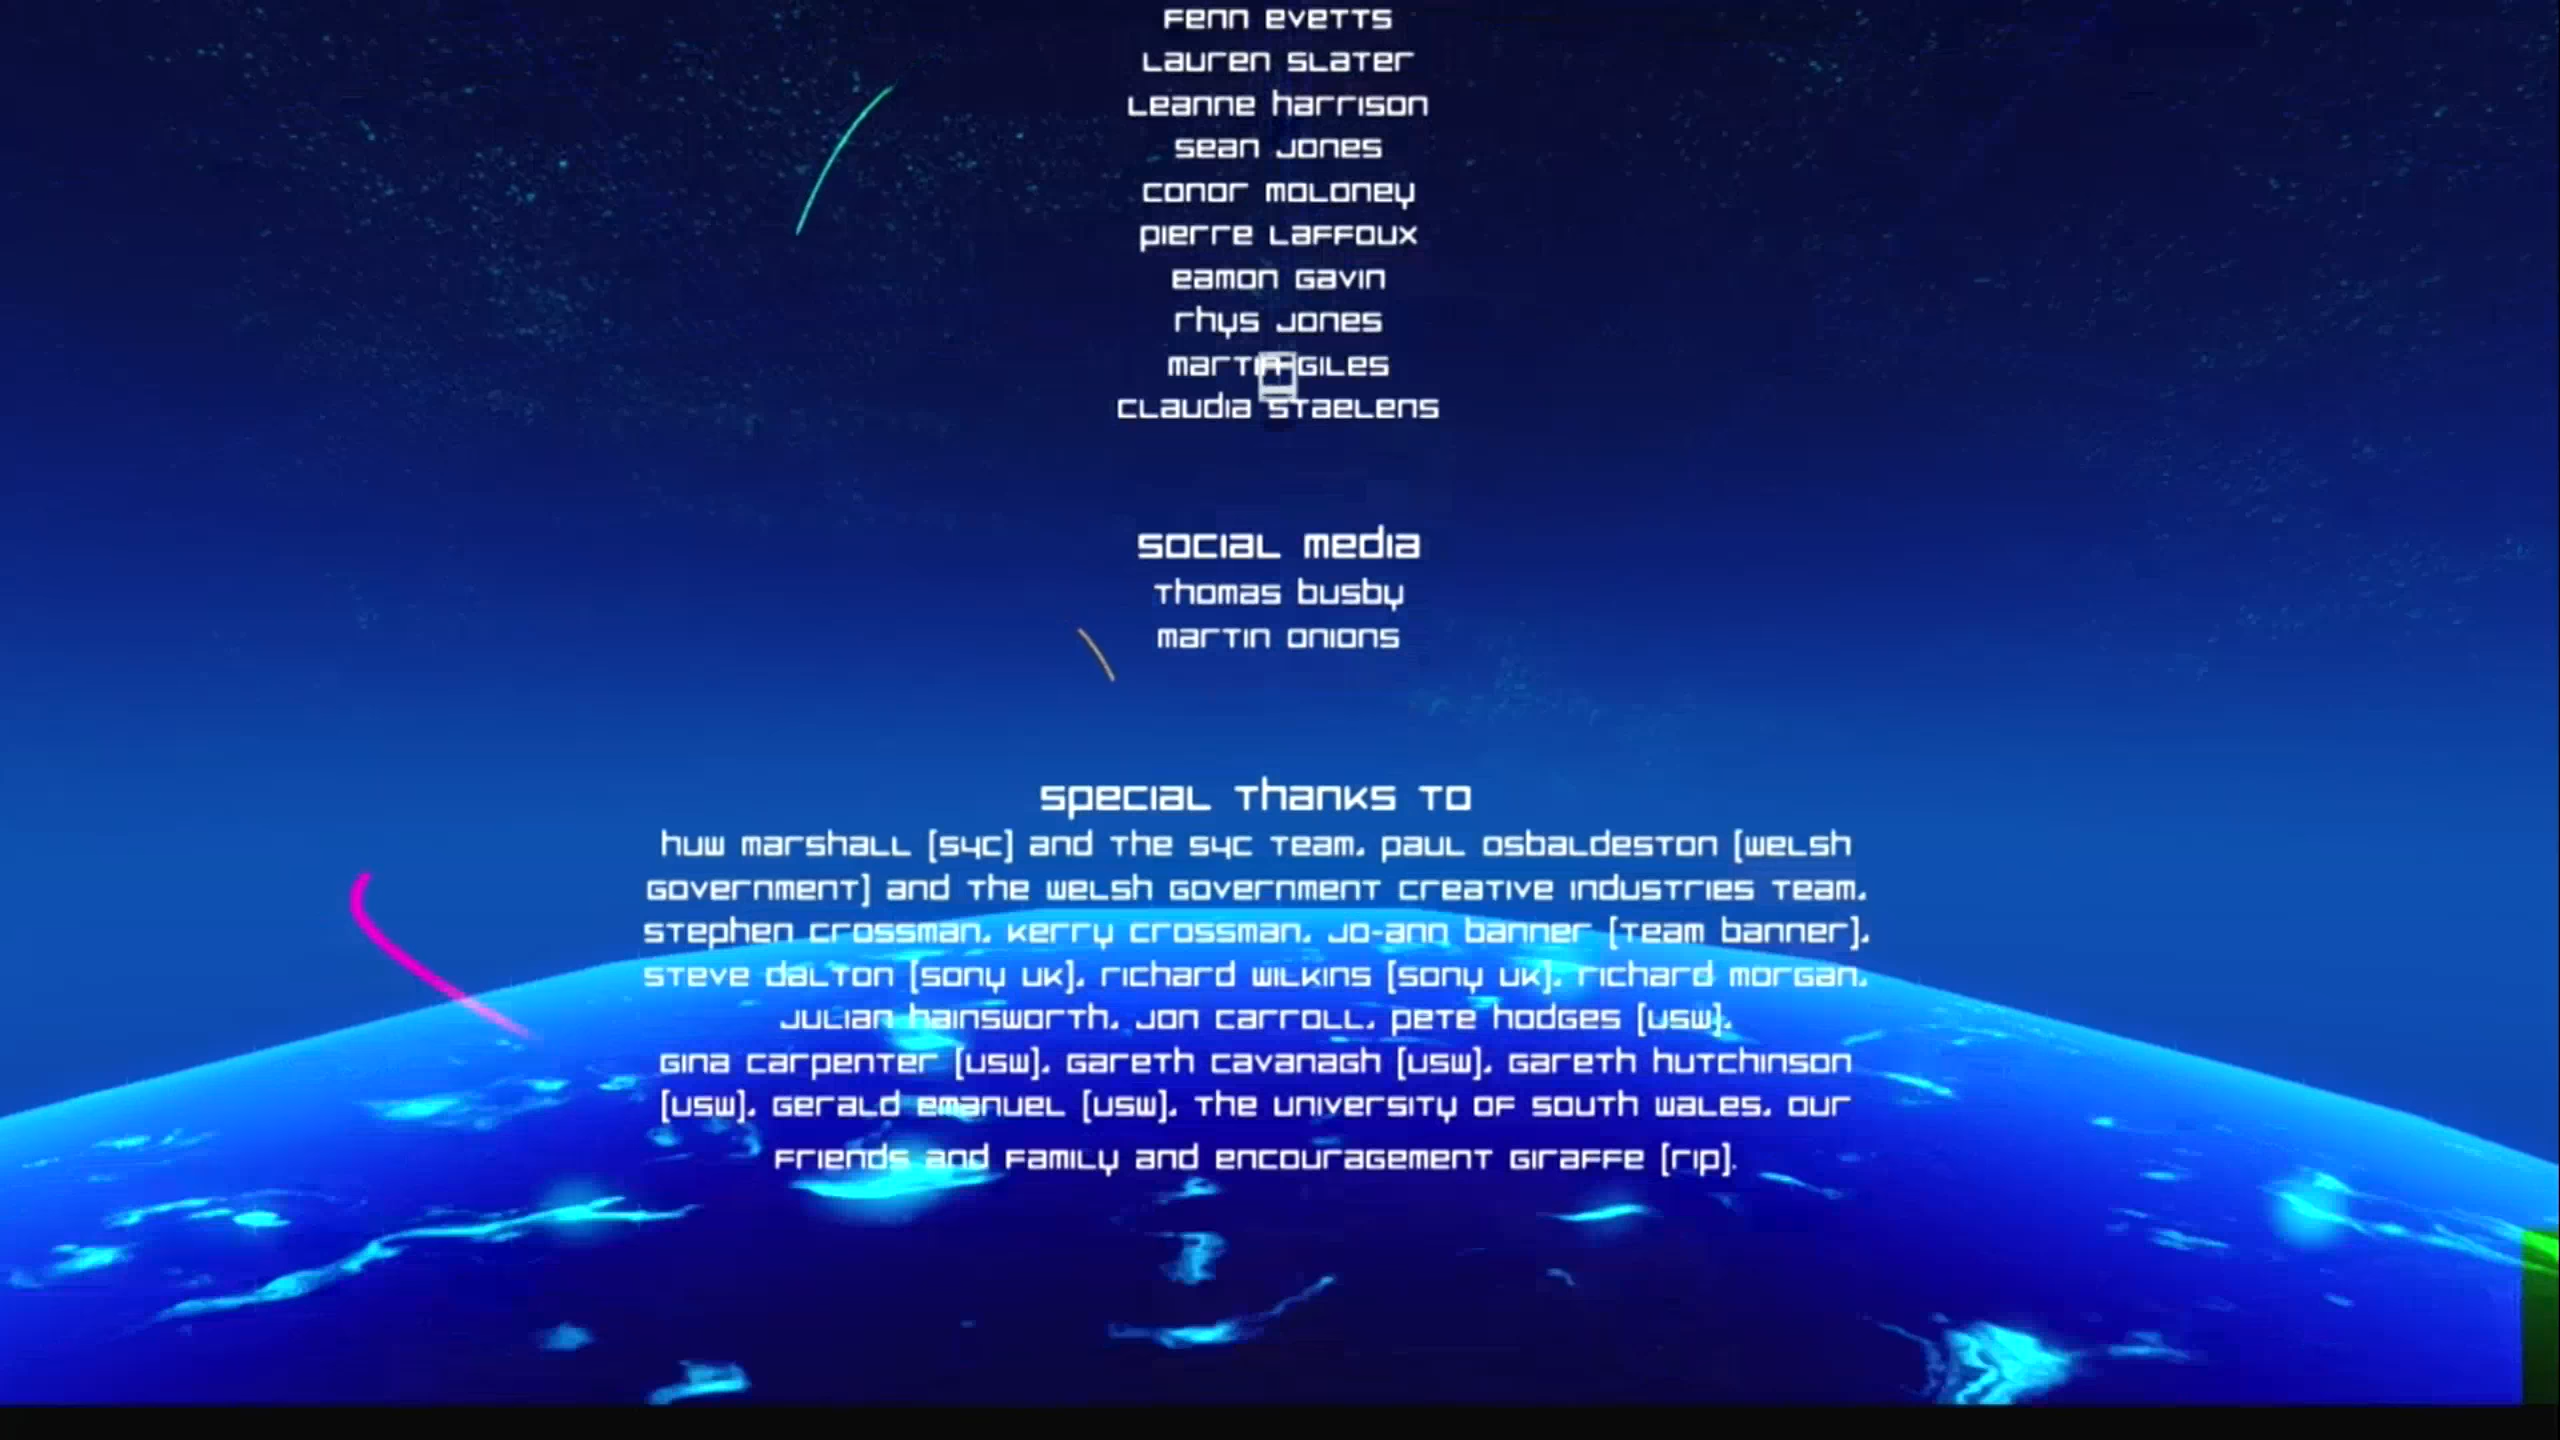 Fenn Evetts
Lauren Slater
Leanne Harrison
Sean Jones
Conor Moloney
Pierre Laffoux
Eamon Gavin
Rhys Jones
Martin Giles
Claudia Staelens
Social Media
Thomas Busby
Martin Onions
Special Thanks To
Huw Marshall [S4C] and the S4C team, Paul Osbaldeston [Welsh
Government] and the Welsh Government Creative Industries team,
Stephen Crossman, Kerry Crossman, Jo-Ann Banner [Team Banner],
Steve Dalton [Sony UK], Richard Wilkins [Sony UK], Richard Morgan,
Julian Hainsworth, Jon Carroll, Pete Hodges [USW],
Gina Carpenter [USW], Gareth Cavanagh [USW], Gareth Hutchinson
[USW], Gerald Emanuel [USW], The University of South Wales, our
friends and family and encouragement giraffe [RIP].